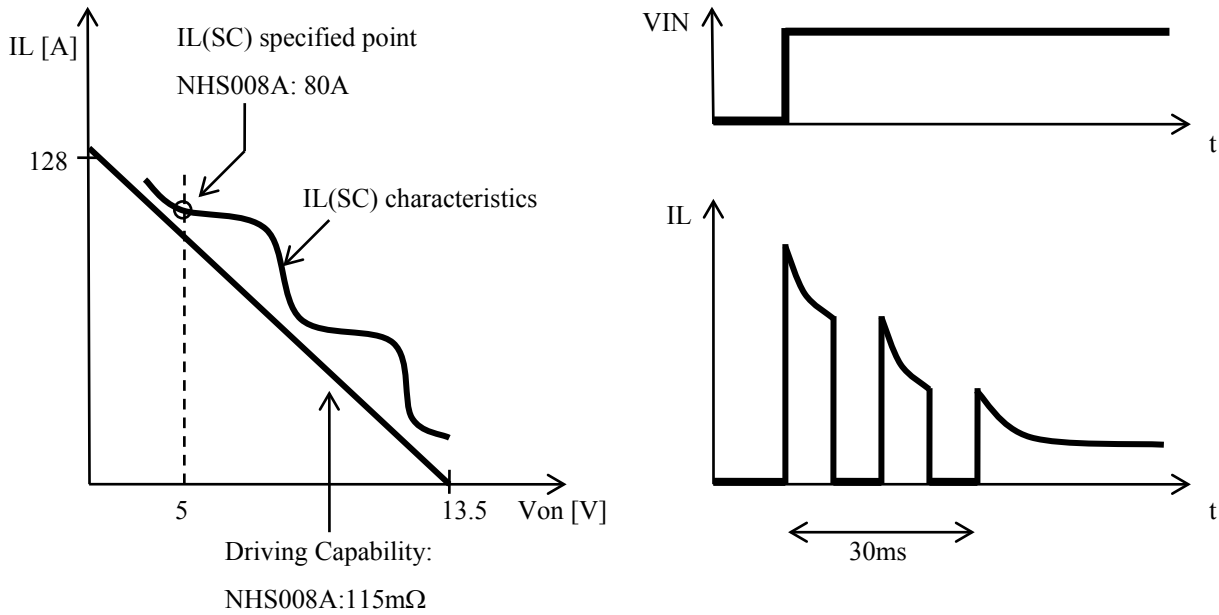 IL [A]
IL(SC) specified point
NHS008A: 80A
128
IL(SC) characteristics
5
13.5
Von [V]
Driving Capability:
NHS008A:115mΩ
VIN
t
IL
t
30ms